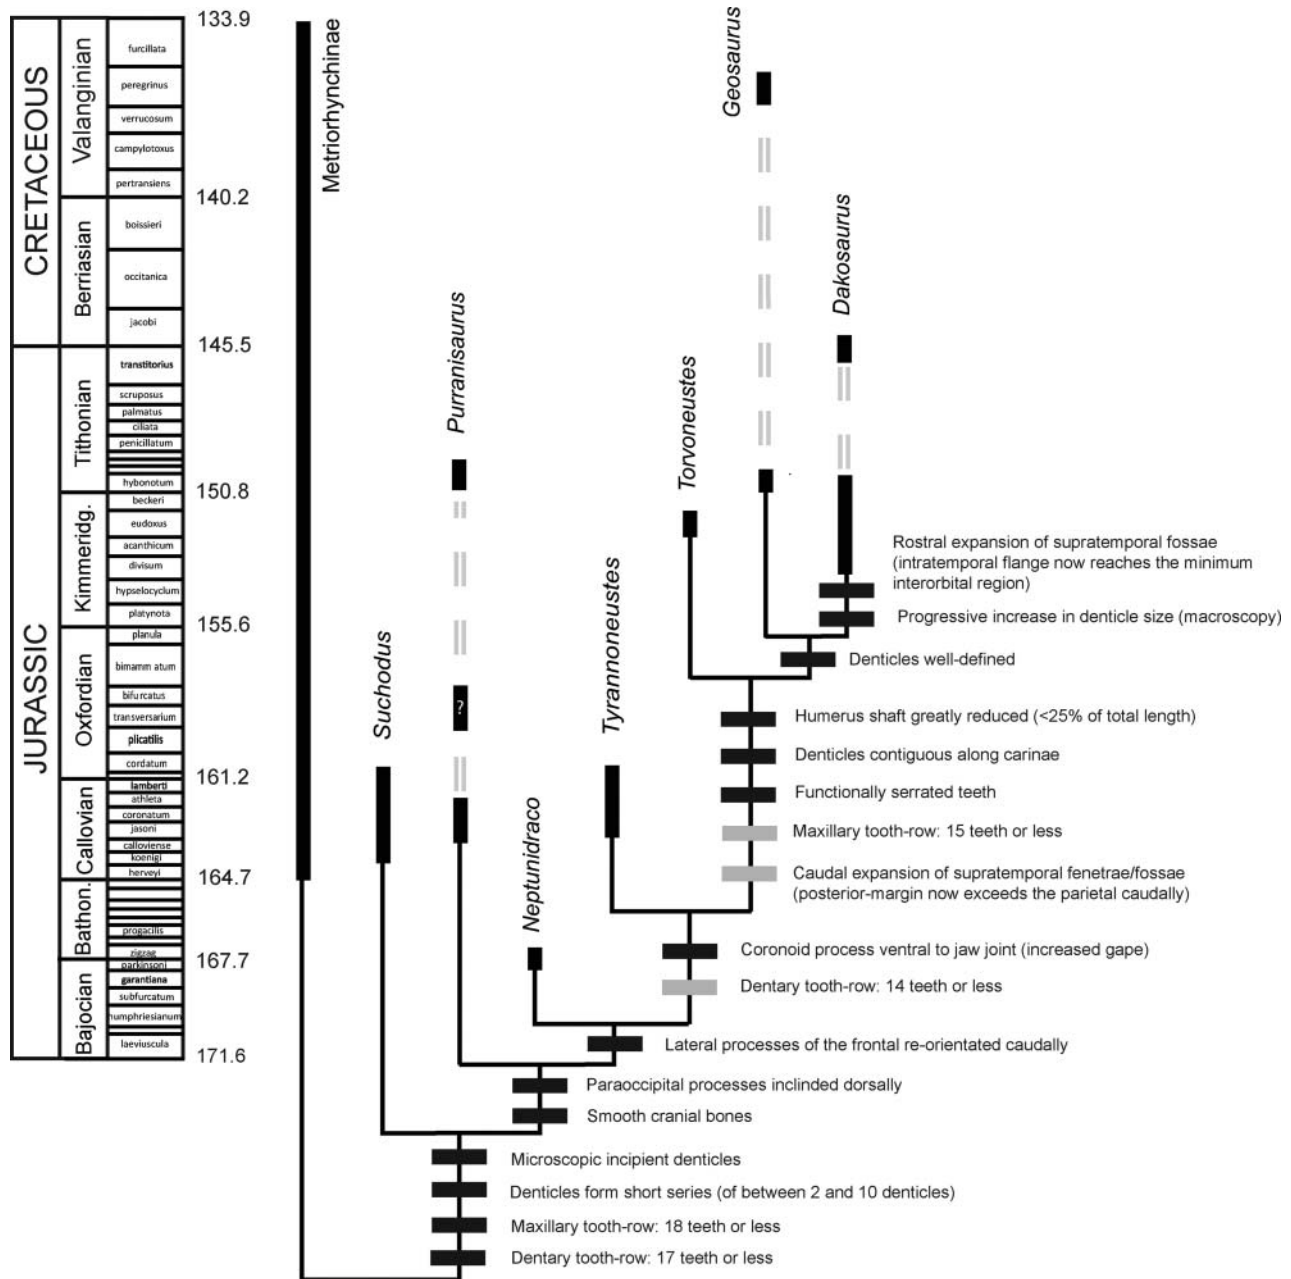 CRETACEOUS
JURASSIC
Valanginian
Berriasian
Tithonian
Kimmeridg.
Oxfordian
Callovian
Bathon.
Bajocian
furcillata
peregrinus
verrucosum
campylotoxus
pertransiens
boissieri
occitanica
jacobi
transtitorius
scruposus
palmatus
ciliata
penicillatum
hybonotum
beckeri
eudoxus
acanthicum
divisum
hypselocyclum
platynota
planula
bimamm atum
bifurcatus
transversarium
plicatilis
cordatum
lamberti
athleta
coronatum
jasoni
calloviense
koenigi
herveyi
progacilis
zigzag
parkinsoni
garantiana
subfurcatum
humphriesianum
laeviuscula
133.9
140.2
145.5
150.8
155.6
161.2
164.7
167.7
171.6
Metriorhynchinae
Suchodus
Purranisaurus
?
Neptunidraco
Tyrannoneustes
Torvoneustes
Geosaurus
Dakosaurus
Rostral expansion of supratemporal fossae
(intratemporal flange now reaches the minimum
interorbital region)
Progressive increase in denticle size (macroscopy)
Denticles well-defined
Humerus shaft greatly reduced (<25% of total length)
Denticles contiguous along carinae
Functionally serrated teeth
Maxillary tooth-row: 15 teeth or less
Caudal expansion of supratemporal fenetrae/fossae
(posterior-margin now exceeds the parietal caudally)
Coronoid process ventral to jaw joint (increased gape)
Dentary tooth-row: 14 teeth or less
Lateral processes of the frontal re-orientated caudally
Paraoccipital processes inclinded dorsally
Smooth cranial bones
Microscopic incipient denticles
Denticles form short series (of between 2 and 10 denticles)
Maxillary tooth-row: 18 teeth or less
Dentary tooth-row: 17 teeth or less